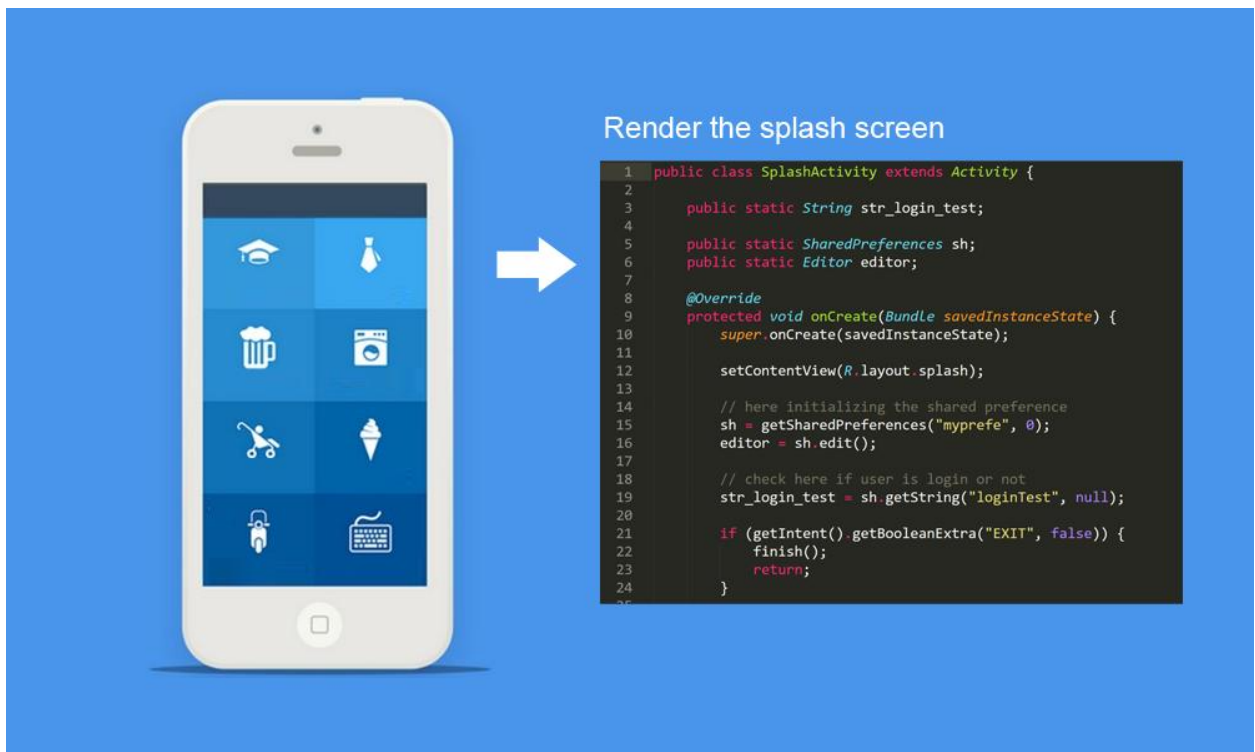 Render the splash screen
1 public class SplashActivity extends Activity {
2
3 public static String str_login_test;
4
5 public static SharedPreferences sh;
6 public static Editor editor;
7
8 @Override
9 protected void onCreate(Bundle savedInstanceState) {
10 super.onCreate(savedInstanceState);
11
12 setContentView(R.layout.splash);
13
14 // here initializing the shared preference
15 sh = getSharedPreferences("myprefe", 0);
16 editor = sh.edit();
17
18 // check here if user is login or not
19 str_login_test = sh.getString("loginTest", null);
20
21 if (getIntent().getBooleanExtra("EXIT", false)) {
22 finish();
23 return;
24 }